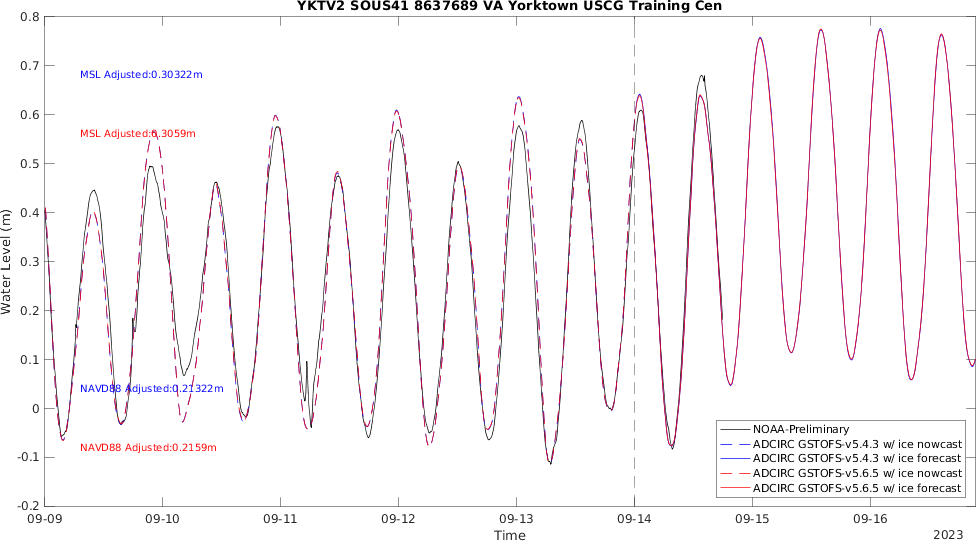 YKTV2 SOUS41 8637689 VA Yorktown USCG Training Cen
0.8
0.7
0.6
0.5
0.4
0.3
0.2
0.1
0
-0.1
-0.2
Water Level (m)
MSL Adjusted:0.30322m
MSL Adjusted:0.3059m
NAVD88 Adjusted:0.21322m
NAVD88 Adjusted:0.2159m
NOAA-Preliminary
ADCIRC GSTOFS-v5.4.3 w/ ice nowcast
ADCIRC GSTOFS-v5.4.3 w/ ice forecast
ADCIRC GSTOFS-v5.6.5 w/ ice nowcast
ADCIRC GSTOFS-v5.6.5 w/ ice forecast
09-09 09-10 09-11 09-12 09-13 09-14 09-15 09-16
Time
2023